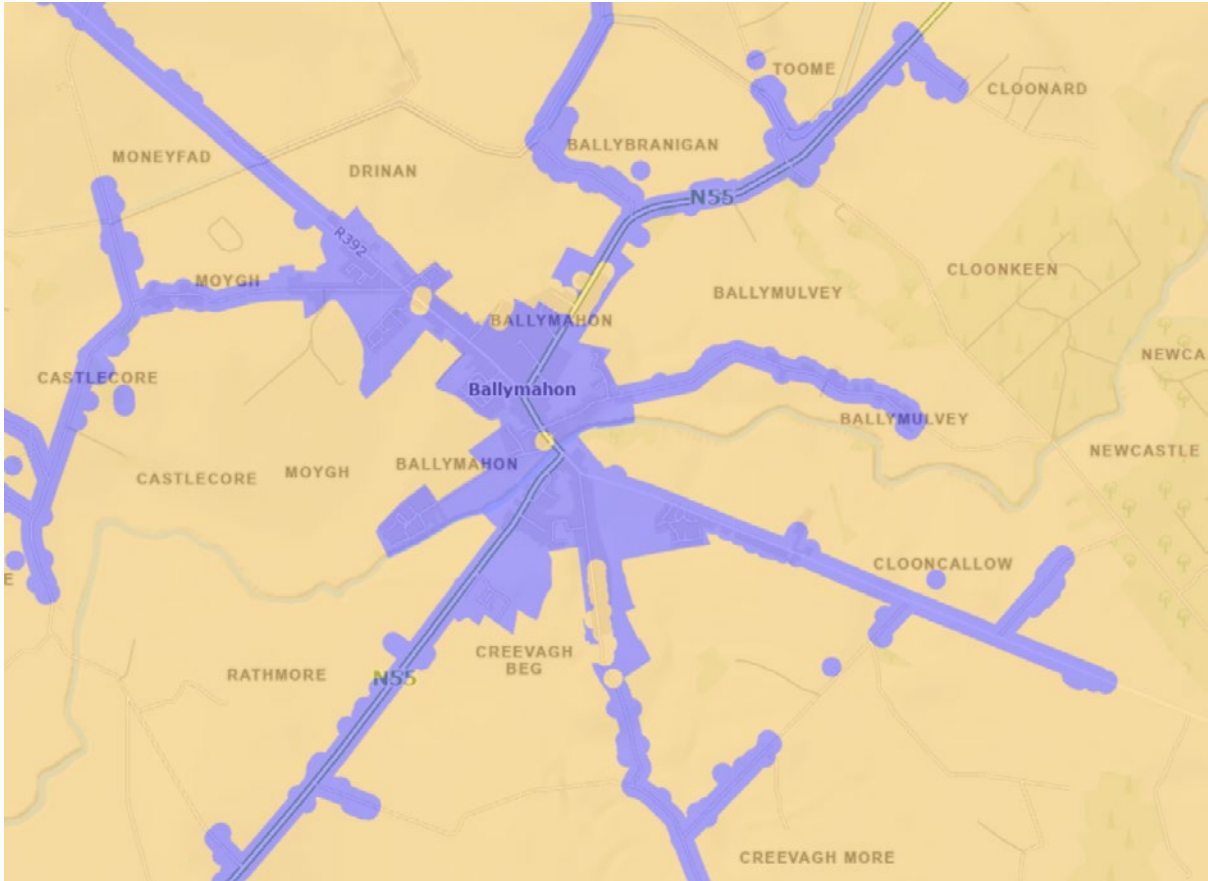 TOOME
CLOONARD
BALLYBRANIGAN
MONEYFAD
DRINAN
N55
R392
CLOONKEEN
MOYGH
BALLYMULVEY
BALLYMAHON
NEWCA
CASTLECORE
Ballymahon
BALLYMULVEY
NEWCASTLE
BALLYMAHON
MOYGH
CASTLECORE
CLOONCALLOW
E
CREEVAGH
BEG
RATHMORE
N55
CREEVAGH MORE